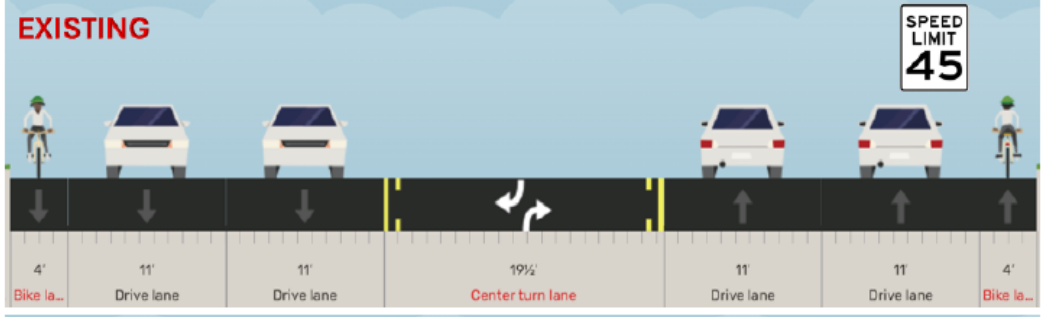 EXISTING
SPEED
LIMIT
45
4' 11' 11' 19½' 11' 11' 4'
Bike la... Drive lane Drive lane Center turn lane Drive lane Drive lane Bike la...